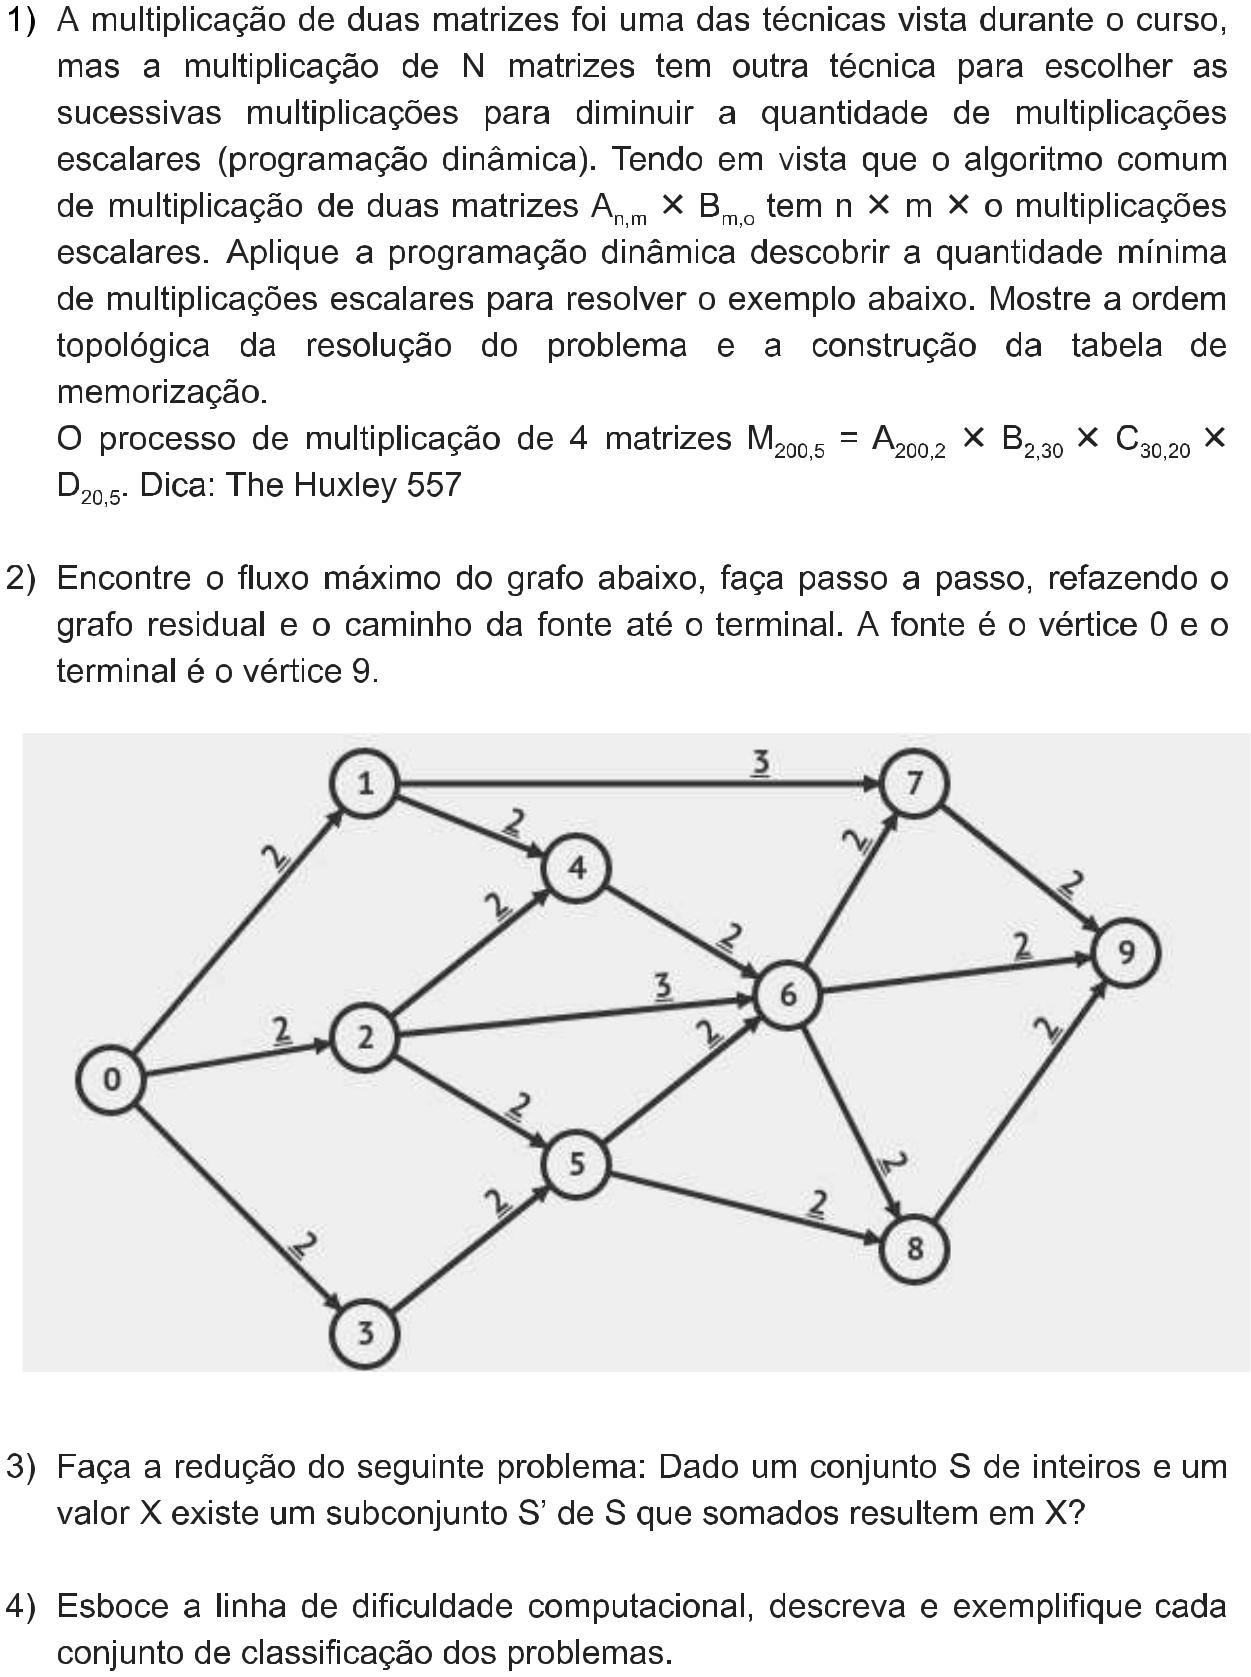 1) A multiplicação de duas matrizes foi uma das técnicas vista durante o curso,
mas a multiplicação de N matrizes tem outra técnica para escolher as
sucessivas multiplicações para diminuir a quantidade de multiplicações
escalares (programação dinâmica). Tendo em vista que o algoritmo comum
de multiplicação de duas matrizes A n,m × B m,o tem n × m × o multiplicações
escalares. Aplique a programação dinâmica descobrir a quantidade mínima
de multiplicações escalares para resolver o exemplo abaixo. Mostre a ordem
topológica da resolução do problema e a construção da tabela de
memorização.
O processo de multiplicação de 4 matrizes M 200,5 = A 200,2 × B 2,30 × C 30,20 ×
D 20,5. Dica: The Huxley 557
2) Encontre o fluxo máximo do grafo abaixo, faça passo a passo, refazendo o
grafo residual e o caminho da fonte até o terminal. A fonte é o vértice 0 e o
terminal é o vértice 9.
3
1
7
2
2
2
2
4
2
2
9
2
3
6
2
2
2
0
2
2
2
5
2
2
2
8
3
3) Faça a redução do seguinte problema: Dado um conjunto S de inteiros e um
valor X existe um subconjunto S’ de S que somados resultem em X?
4) Esboce a linha de dificuldade computacional, descreva e exemplifique cada
conjunto de classificação dos problemas.